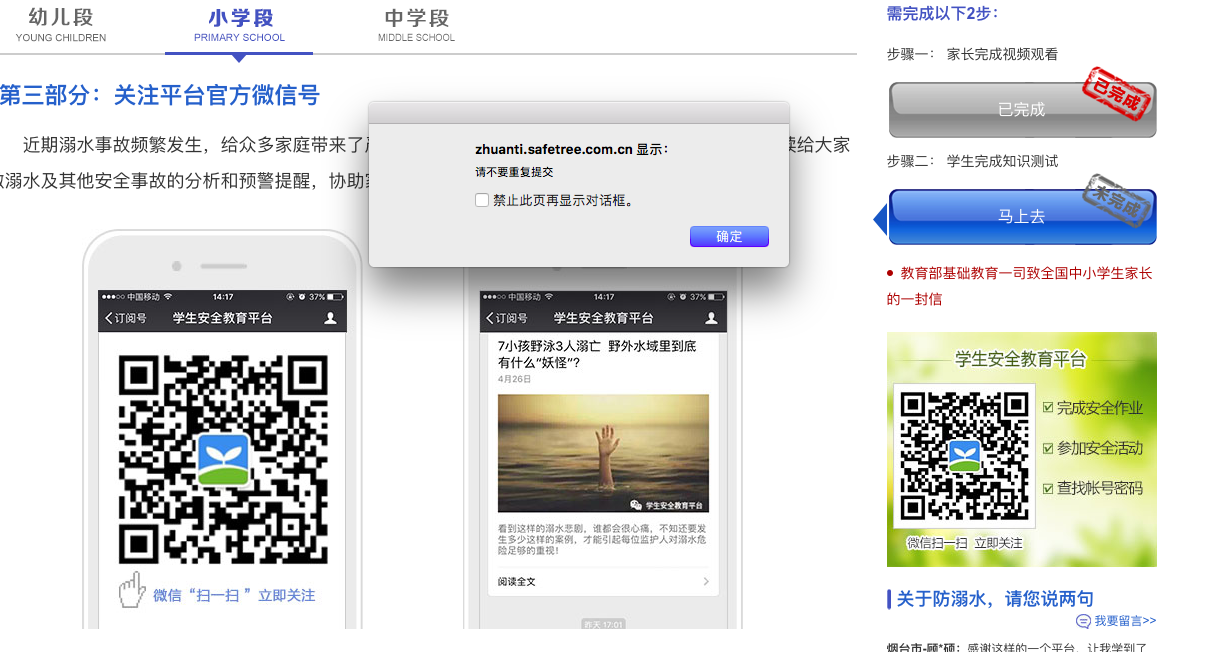 幼儿段
YOUNG CHILDREN
小学段
PRIMARY SCHOOL
中学段
MIDDLE SCHOOL
第三部分：关注平台官方微信号
近期溺水事故频繁发生，给众多家庭带来了
给大家
溺水及其他安全事故的分析和预警提醒，协助
zhuanti.safetree.com.cn 显示：
请不要重复提交
禁止此页再显示对话框。
确定
中国移动
14:17
37%
订阅号
学生安全教育平台
微信“扫一扫”立即关注
中国移动
14:17
37%
订阅号
学生安全教育平台
7小孩野泳3人溺亡 野外水域里到底
有什么“妖怪”?
4月26日
学生安全教育平台
看到这样的溺水悲剧，谁都会很心痛，不知还要发
生多少这样的案例，才能引起每位监护人对溺水危
险足够的重视！
阅读全文
昨天 17:01
需完成以下2步：
步骤一： 家长完成视频观看
已完成
已完成
步骤二： 学生完成知识测试
未完成
马上去
教育部基础教育一司致全国中小学生家长
的一封信
学生安全教育平台
完成安全作业
参加安全活动
查找帐号密码
微信扫一扫 立即关注
关于防溺水，请您说两句
我要留言>>
烟台市-顾*硕：感谢这样的一个平台，让我学到了